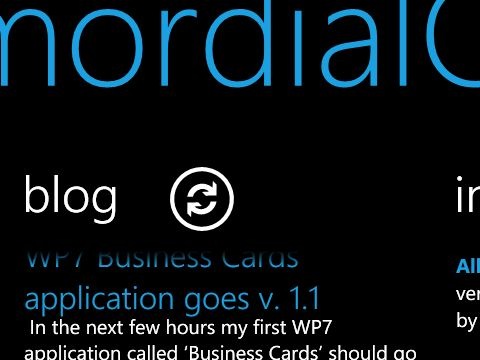 mordialC
blog
in
WP7 Business Cards
application goes v. 1.1
In the next few hours my first WP7
application called ‘Business Cards’ should go
All
ver
by